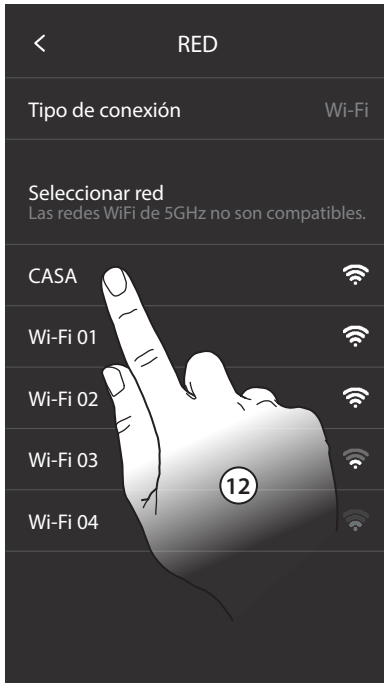 RED
Tipo de conexión Wi-Fi
Seleccionar red
Las redes WiFi de 5GHz no son compatibles.
CASA
Wi-Fi 01
Wi-Fi 02
Wi-Fi 03
12
Wi-Fi 04